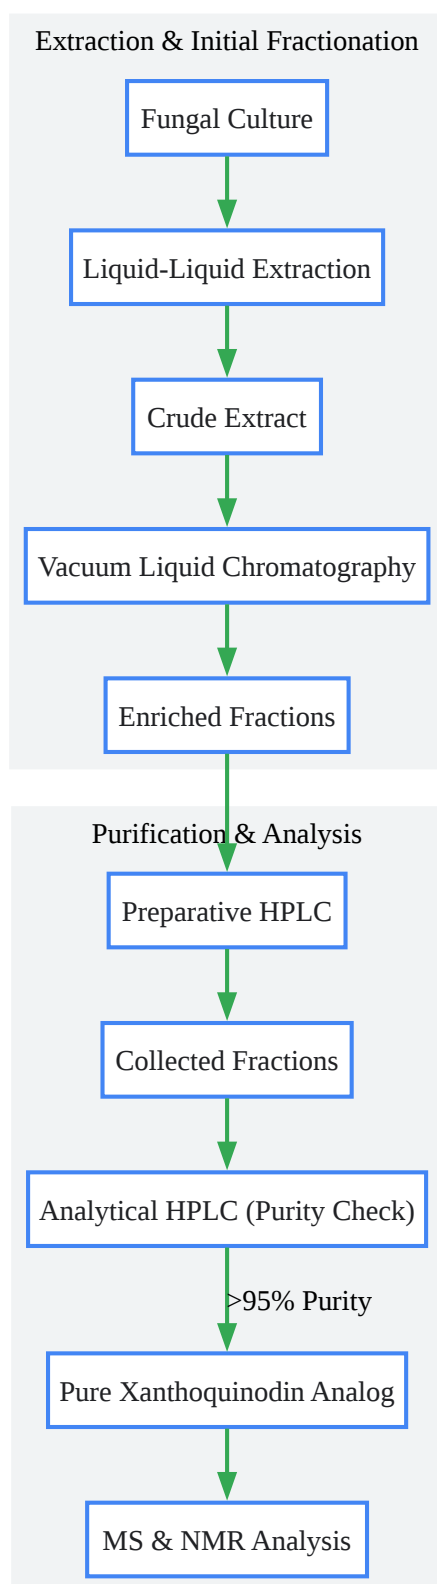 Extraction & Initial Fractionation
Fungal Culture
Liquid-Liquid Extraction
Crude Extract
Vacuum Liquid Chromatography
Enriched Fractions
Purification & Analysis
Preparative HPLC
Collected Fractions
Analytical HPLC (Purity Check)
>95% Purity
Pure Xanthoquinodin Analog
MS & NMR Analysis